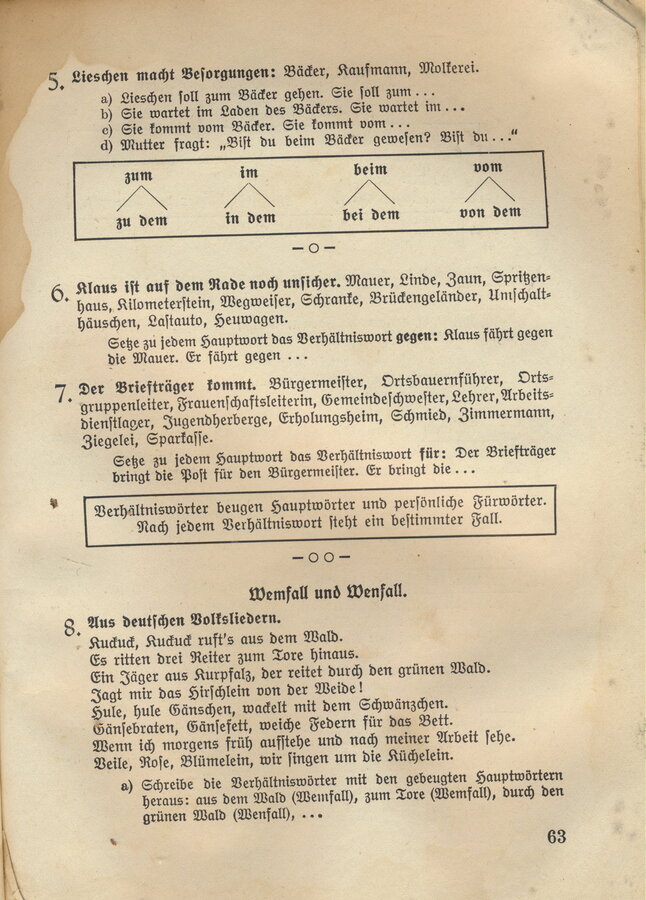 5. Lieschen macht Besorgungen: Bäcker, Kaufmann, Molkerei.
a) Lieschen soll zum Bäcker gehen. Sie soll zum ...
b) Sie wartet im Laden des Bäckers. Sie wartet im ...
c) Sie kommt vom Bäcker. Sie kommt vom ...
d) Mutter fragt: „Bist du beim Bäcker gewesen? Bist du ..."
zum im beim vom
zu dem in dem bei dem von dem
—o—
6. Klaus ist auf dem Rade noch unsicher. Mauer, Linde, Zaun, Spritzen-
haus, Kilometerstein, Wegweiser, Schranke, Brückengeländer, Umschalt-
häuschen, Lastauto, Heuwagen.
Setze zu jedem Hauptwort das Verhältniswort gegen: Klaus fährt gegen
die Mauer. Er fährt gegen ...
7. Der Briefträger kommt. Bürgermeister, Ortsbauernführer, Orts-
gruppenleiter, Frauenschaftsleiterin, Gemeindeschwester, Lehrer, Arbeits-
dienstlager, Jugendherberge, Erholungsheim, Schmied, Zimmermann,
Ziegelei, Sparkasse.
Setze zu jedem Hauptwort das Verhältniswort für: Der Briefträger
bringt die Post für den Bürgermeister. Er bringt die ...
Verhältniswörter beugen Hauptwörter und persönliche Fürwörter.
Nach jedem Verhältniswort steht ein bestimmter Fall.
—oo—
Wemfall und Wenfall.
8. Aus deutschen Volksliedern.
Kuckuck, Kuckuck ruft's aus dem Wald.
Es ritten drei Reiter zum Tore hinaus.
Ein Jäger aus Kurpfalz, der reitet durch den grünen Wald.
Jagt mir das Hirschlein von der Weide!
Hule, hule Gänschen, wackelt mit dem Schwänzchen.
Gänsebraten, Gänsefett, weiche Federn für das Bett.
Wenn ich morgens früh aufstehe und nach meiner Arbeit sehe.
Veile, Rose, Blümelein, wir singen um die Küchelein.
a) Schreibe die Verhältniswörter mit den gebeugten Hauptwörtern
heraus: aus dem Wald (Wemfall), zum Tore (Wemfall), durch den
grünen Wald (Wenfall), ...
63